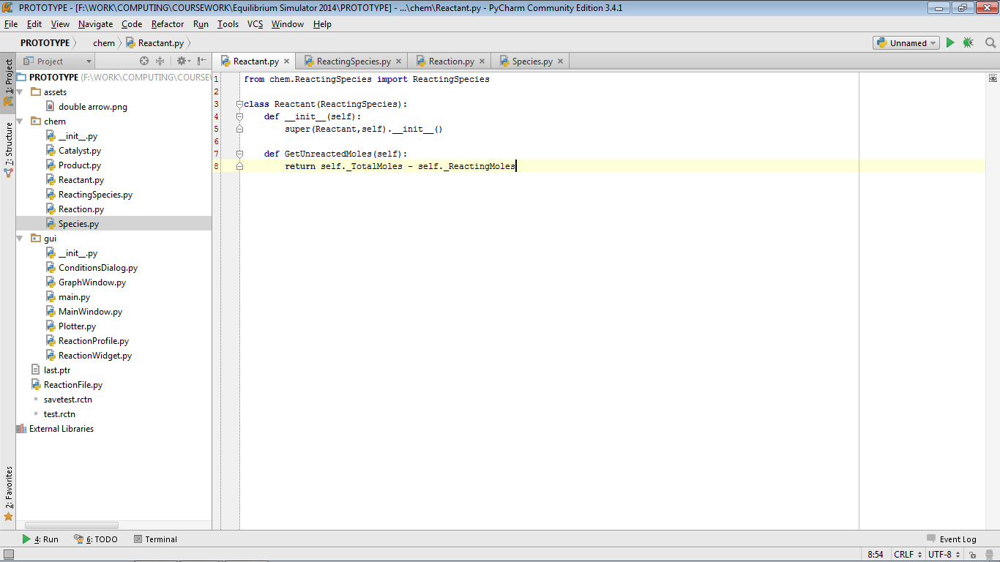 PROTOTYPE - [F:\WORK\COMPUTING\COURSEWORK\Equilibrium Simulator 2014\PROTOTYPE] - ...\chem\Reactant.py - PyCharm Community Edition 3.4.1
File Edit View Navigate Code Refactor Run Tools VCS Window Help
PROTOTYPE chem Reactant.py Unnamed
1: Project
7: Structure
2: Favorites
Project
PROTOTYPE (F:\WORK\COMPUTING\COURSEW
assets
double arrow.png
chem
__init__.py
Catalyst.py
Product.py
Reactant.py
ReactingSpecies.py
Reaction.py
Species.py
gui
__init__.py
ConditionsDialog.py
GraphWindow.py
main.py
MainWindow.py
Plotter.py
ReactionProfile.py
ReactionWidget.py
last.ptr
ReactionFile.py
savetest.rctn
test.rctn
External Libraries
Reactant.py ReactingSpecies.py Reaction.py Species.py
1 from chem.ReactingSpecies import ReactingSpecies
2
3 class Reactant(ReactingSpecies):
4 def __init__(self):
5 super(Reactant,self).__init__()
6
7 def GetUnreactedMoles(self):
8 return self._TotalMoles - self._ReactingMoles
4: Run 6: TODO Terminal Event Log
8:54 CRLF UTF-8